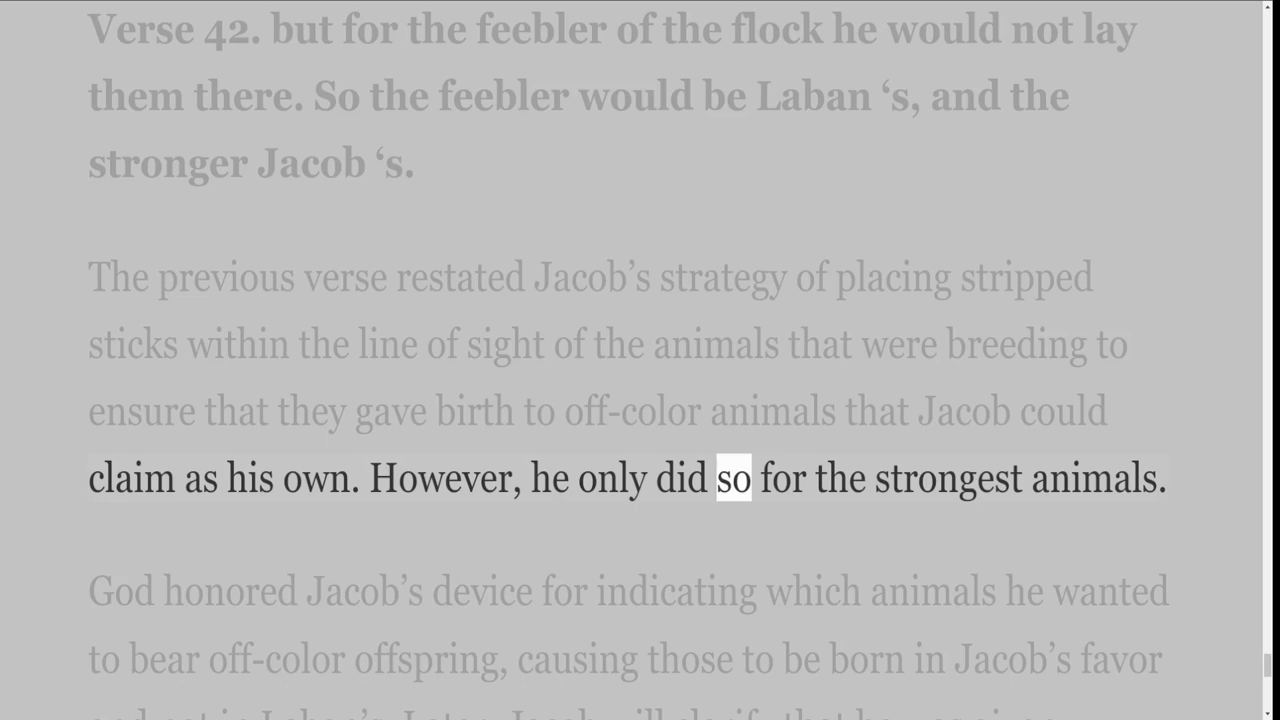 Verse 42. but for the feebler of the flock he would not lay
them there. So the feebler would be Laban ‘s, and the
stronger Jacob ‘s.
The previous verse restated Jacob’s strategy of placing stripped
sticks within the line of sight of the animals that were breeding to
ensure that they gave birth to off-color animals that Jacob could
claim as his own. However, he only did so for the strongest animals.
God honored Jacob’s device for indicating which animals he wanted
to bear off-color offspring, causing those to be born in Jacob’s favor